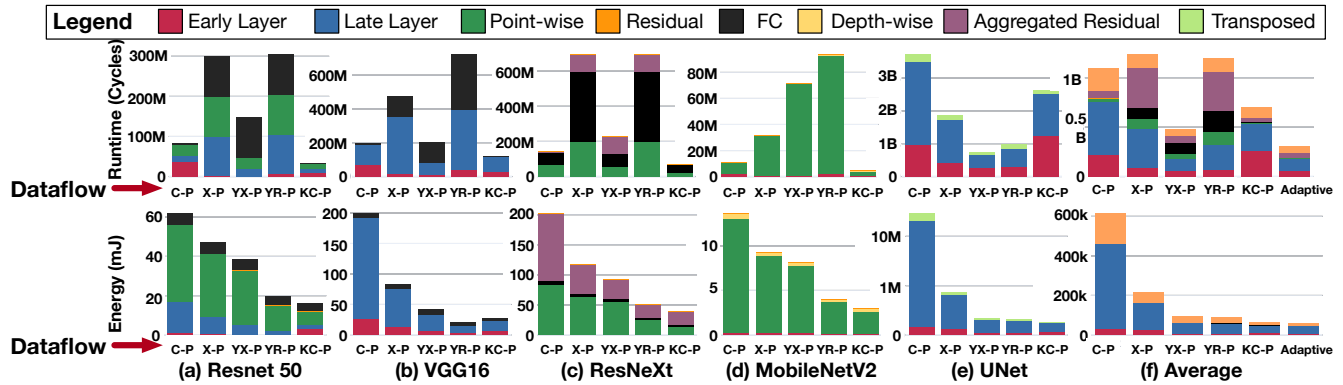 Legend Early Layer Late Layer Point-wise Residual FC Depth-wise Aggregated Residual Transposed
Runtime (Cycles)
300M
200M
100M
0
600M
400M
200M
0
600M
400M
200M
0
80M
60M
40M
20M
0
3B
2B
1B
0
1B
0.5
B
0
Dataflow C-P X-P YX-P YR-P KC-P C-P X-P YX-P YR-P KC-P C-P X-P YX-P YR-P KC-P C-P X-P YX-P YR-P KC-P C-P X-P YX-P YR-P KC-P C-P X-P YX-P YR-P KC-P Adaptive
Energy (mJ)
60
40
20
0
200
150
100
50
0
200
150
100
50
0
10
5
0
10M
1M
0
600k
400k
200k
0
Dataflow C-P X-P YX-P YR-P KC-P C-P X-P YX-P YR-P KC-P C-P X-P YX-P YR-P KC-P C-P X-P YX-P YR-P KC-P C-P X-P YX-P YR-P KC-P C-P X-P YX-P YR-P KC-P Adaptive
(a) Resnet 50 (b) VGG16 (c) ResNeXt (d) MobileNetV2 (e) UNet (f) Average